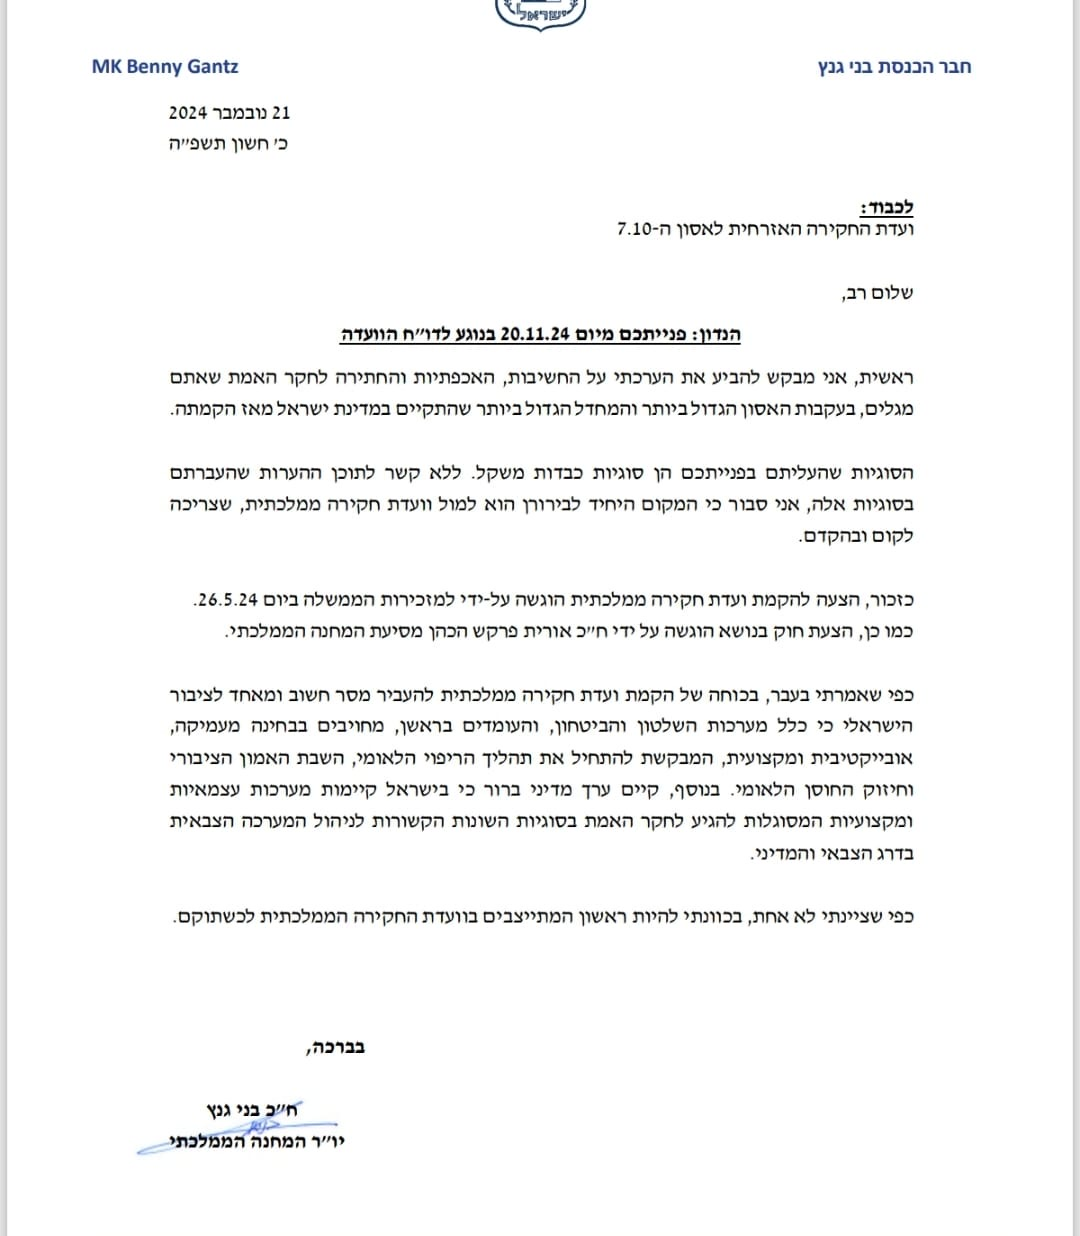 ישראל
חבר הכנסת בני גנץ
MK Benny Gantz
21 נובמבר 2024
כ׳ חשון תשפ״ה
לכבוד:
ועדת החקירה האזרחית לאסון ה-7.10
שלום רב,
הנדון: פנייתכם מיום 20.11.24 בנוגע לדו״ח הוועדה
ראשית, אני מבקש להביע את הערכתי על החשיבות, האכפתיות והחתירה לחקר האמת שאתם
מגלים, בעקבות האסון הגדול ביותר והמחדל הגדול ביותר שהתקיים במדינת ישראל מאז הקמתה.
הסוגיות שהעליתם בפנייתכם הן סוגיות כבדות משקל. ללא קשר לתוכן ההערות שהעברתם
בסוגיות אלה, אני סבור כי המקום היחיד לבירורן הוא למול וועדת חקירה ממלכתית, שצריכה
לקום ובהקדם.
כזכור, הצעה להקמת ועדת חקירה ממלכתית הוגשה על-ידי למזכירות הממשלה ביום 26.5.24.
כמו כן, הצעת חוק בנושא הוגשה על ידי ח״כ אורית פרקש הכהן מסיעת המחנה הממלכתי.
כפי שאמרתי בעבר, בכוחה של הקמת ועדת חקירה ממלכתית להעביר מסר חשוב ומאחד לציבור
הישראלי כי כלל מערכות השלטון והביטחון, והעומדים בראשן, מחויבים בבחינה מעמיקה,
אובייקטיבית ומקצועית, המבקשת להתחיל את תהליך הריפוי הלאומי, השבת האמון הציבורי
וחיזוק החוסן הלאומי. בנוסף, קיים ערך מדיני ברור כי בישראל קיימות מערכות עצמאיות
ומקצועיות המסוגלות להגיע לחקר האמת בסוגיות השונות הקשורות לניהול המערכה הצבאית
בדרג הצבאי והמדיני.
כפי שציינתי לא אחת, בכוונתי להיות ראשון המתייצבים בוועדת החקירה הממלכתית לכשתוקם.
בברכה,
ח״כ בני גנץ
יו״ר המחנה הממלכתי